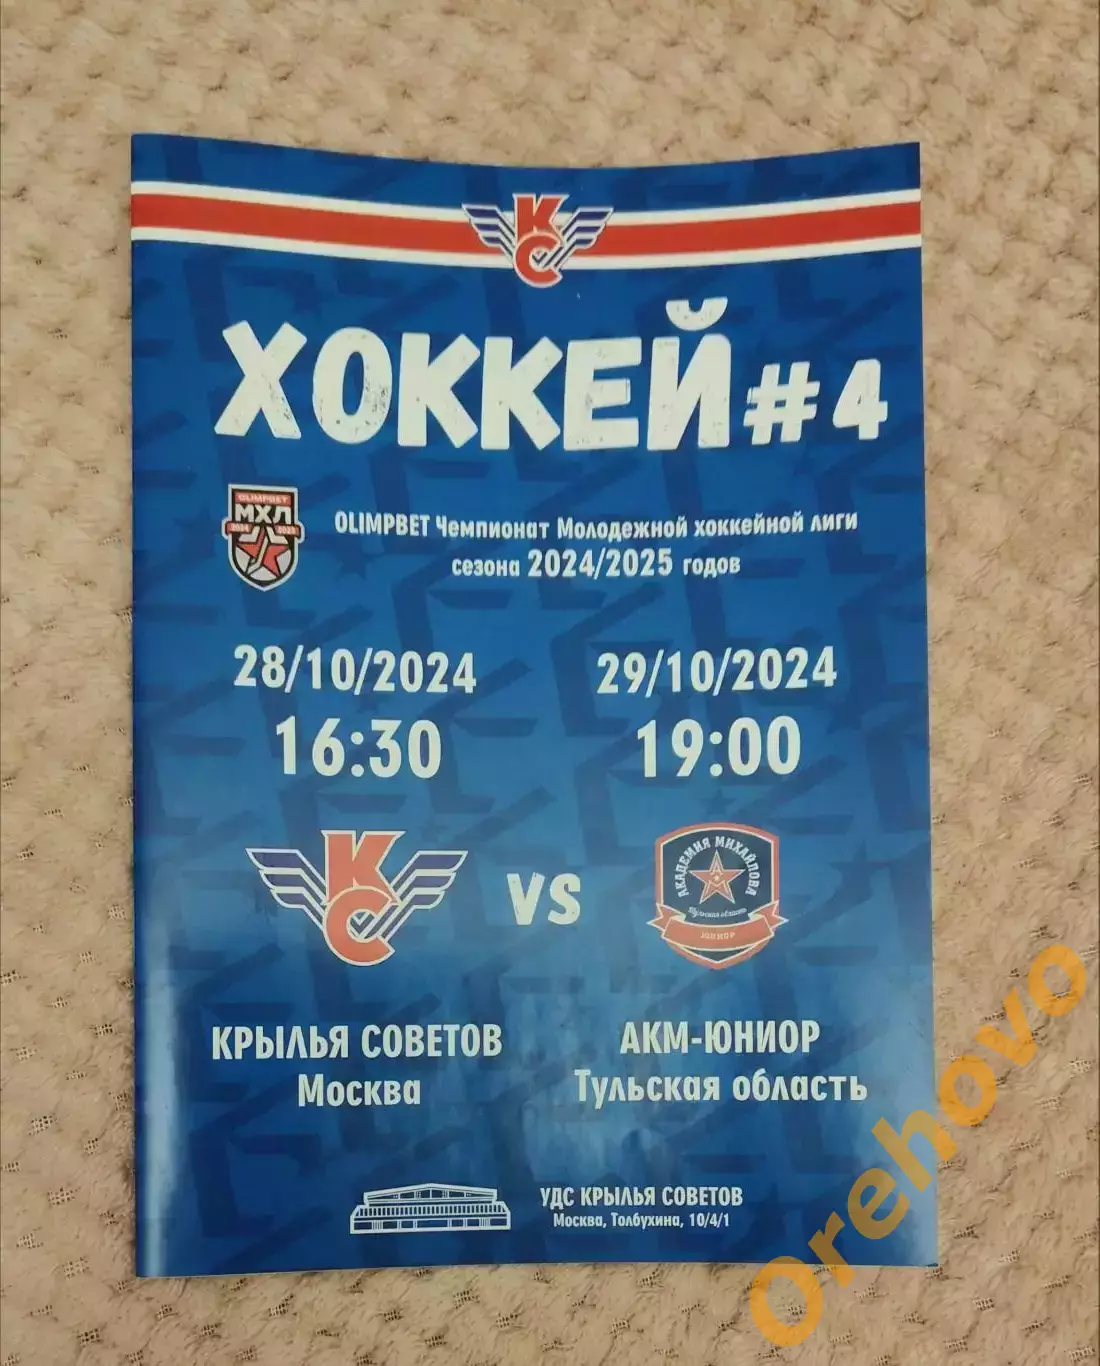 КС
ХОККЕЙ #4
OLIMPBET
МХЛ
2024 2025
OLIMPBET Чемпионат Молодежной хоккейной лиги
сезона 2024/2025 годов
28/10/2024
29/10/2024
16:30
19:00
КС
VS
АКАДЕМИЯ МИХАЙЛОВА
Тульская область
ЮНИОР
КРЫЛЬЯ СОВЕТОВ
Москва
АКМ-ЮНИОР
Тульская область
УДС КРЫЛЬЯ СОВЕТОВ
Москва, Толбухина, 10/4/1
Orehovo